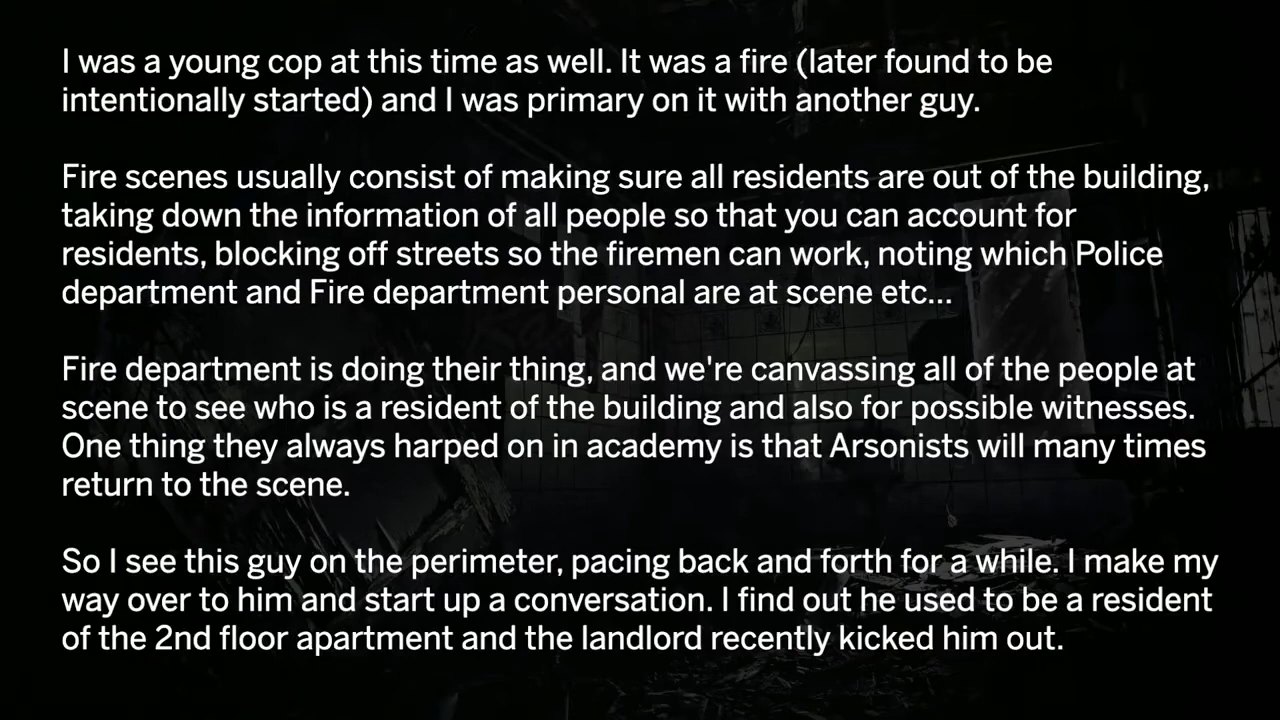 I was a young cop at this time as well. It was a fire (later found to be
intentionally started) and I was primary on it with another guy.
Fire scenes usually consist of making sure all residents are out of the building,
taking down the information of all people so that you can account for
residents, blocking off streets so the firemen can work, noting which Police
department and Fire department personal are at scene etc...
Fire department is doing their thing, and we're canvassing all of the people at
scene to see who is a resident of the building and also for possible witnesses.
One thing they always harped on in academy is that Arsonists will many times
return to the scene.
So I see this guy on the perimeter, pacing back and forth for a while. I make my
way over to him and start up a conversation. I find out he used to be a resident
of the 2nd floor apartment and the landlord recently kicked him out.